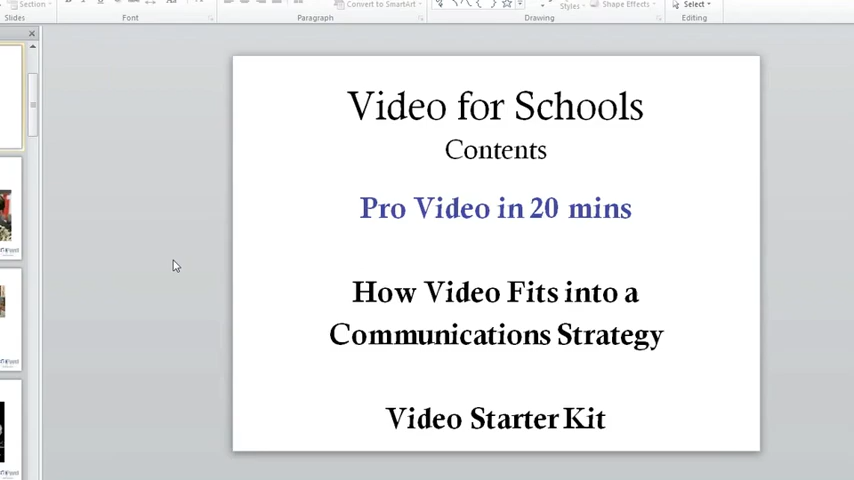 Section
Slides
Font
Paragraph
Convert to SmartArt
Drawing
Styles
Shape Effects
Select
Editing
Video for Schools
Contents
Pro Video in 20 mins
How Video Fits into a
Communications Strategy
Video Starter Kit